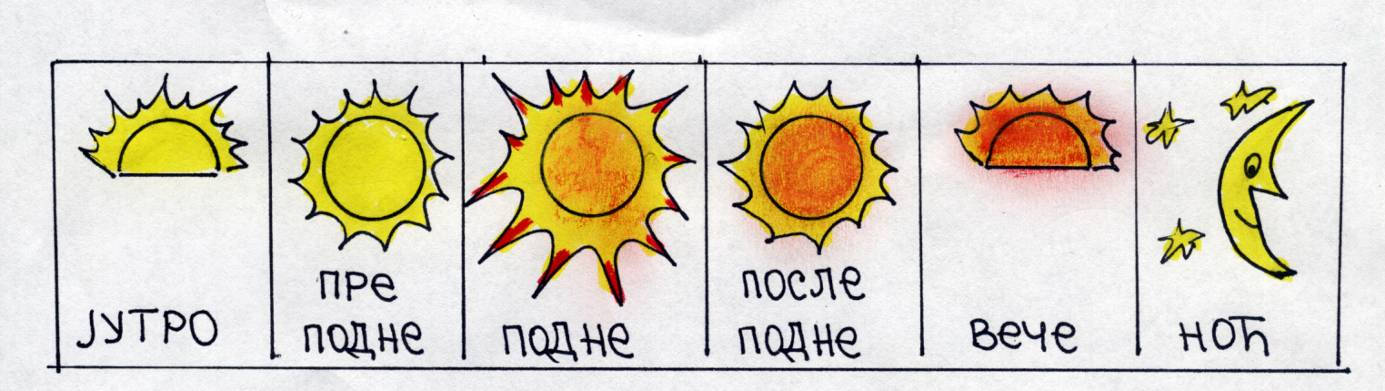 ЈУТРО
пре
подне
подне
после
подне
вече
ноћ